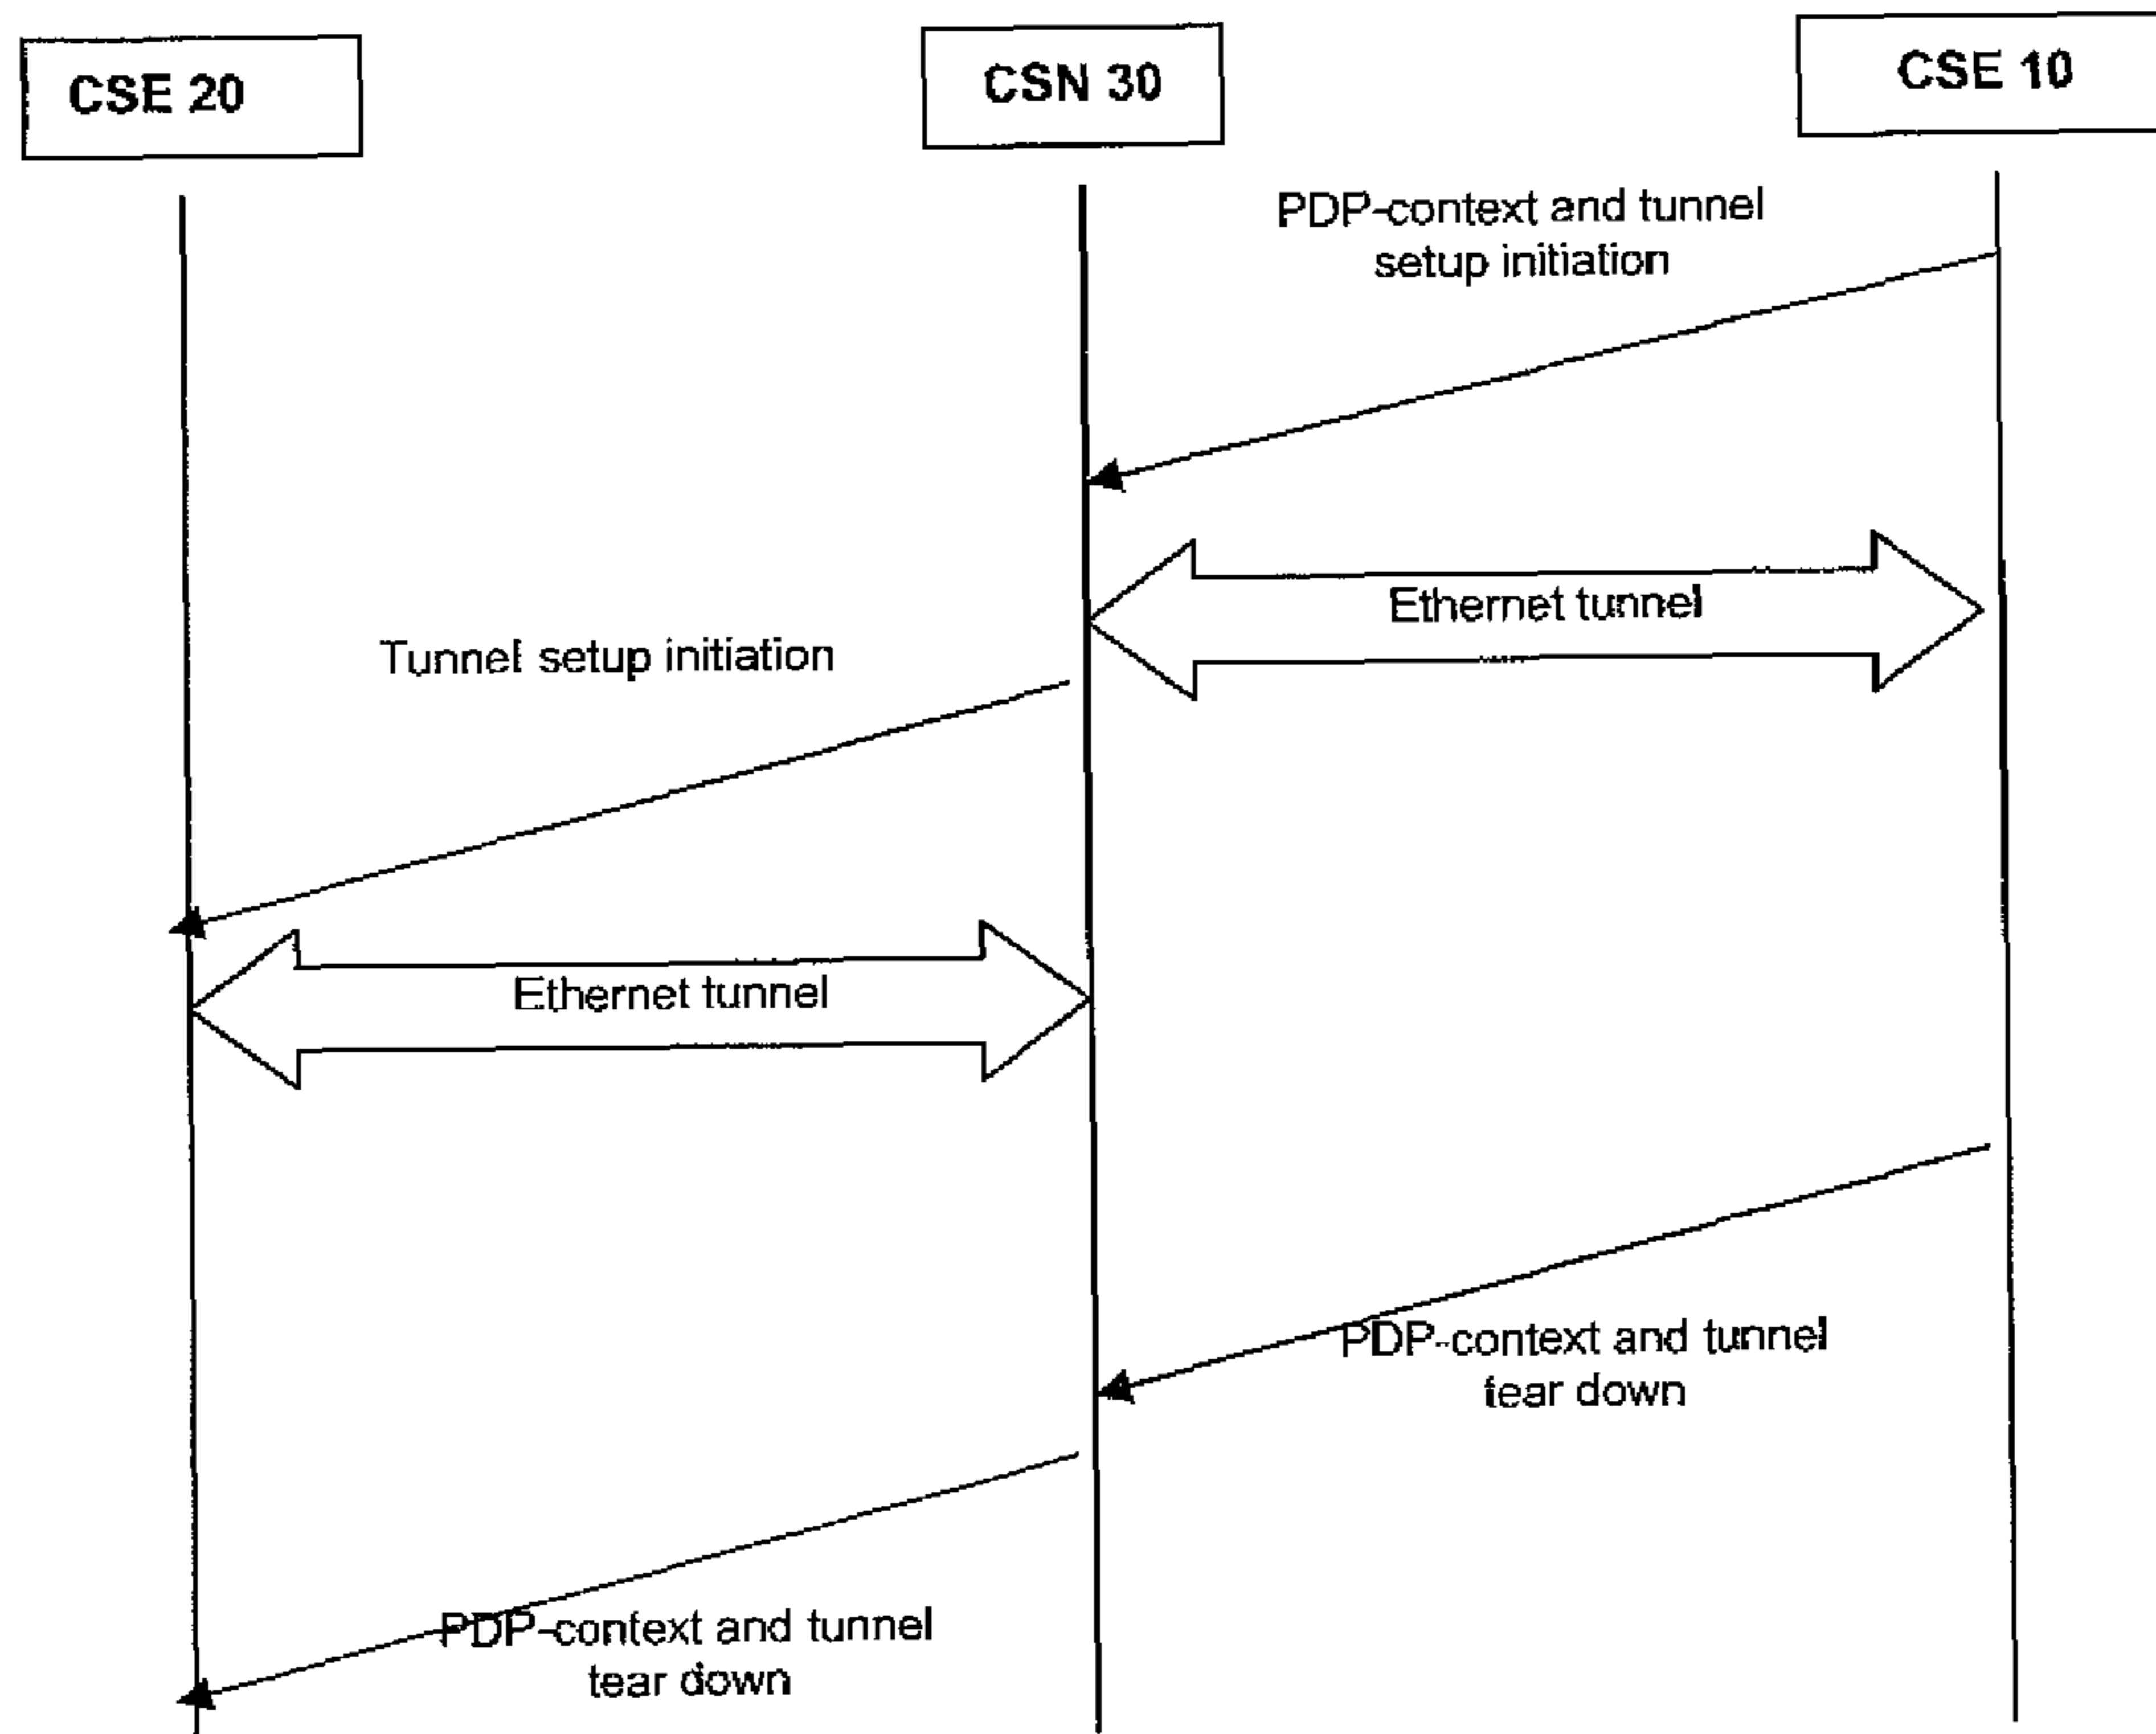 CSE 20
CSN 30
CSE 10
PDP-context and tunnel
setup initiation
Ethernet tunnel
Tunnel setup initiation
Ethernet tunnel
PDP-context and tunnel
tear down
PDP-context and tunnel
tear down